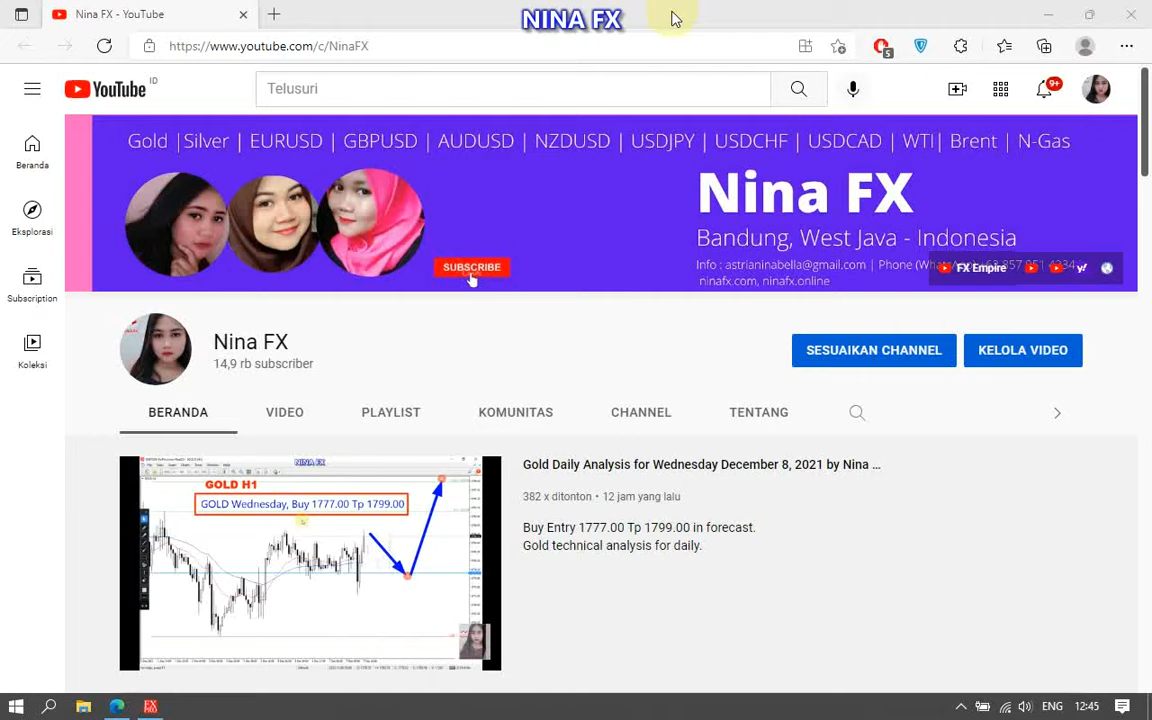 Nina FX - YouTube
NINA FX
https://www.youtube.com/c/NinaFX
5
YouTube ID
Telusuri
9+
Gold |Silver | EURUSD | GBPUSD | AUDUSD | NZDUSD | USDJPY | USDCHF | USDCAD | WTI| Brent | N-Gas
Nina FX
Bandung, West Java - Indonesia
Info : astrianinabella@gmail.com | Phone
ninafx.com, ninafx.online
FX Empire
y!
SUBSCRIBE
Beranda
Eksplorasi
Subscription
Koleksi
Nina FX
14,9 rb subscriber
SESUAIKAN CHANNEL
KELOLA VIDEO
BERANDA
VIDEO
PLAYLIST
KOMUNITAS
CHANNEL
TENTANG
NINA FX
GOLD H1
GOLD Wednesday, Buy 1777.00 Tp 1799.00
Gold Daily Analysis for Wednesday December 8, 2021 by Nina ...
382 x ditonton • 12 jam yang lalu
Buy Entry 1777.00 Tp 1799.00 in forecast.
Gold technical analysis for daily.
FX
ENG
12:45